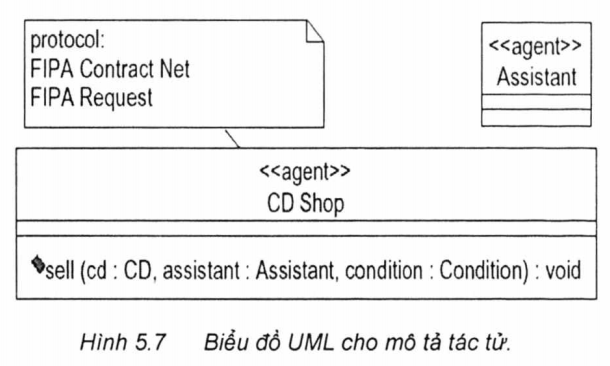 protocol:
FIPA Contract Net
FIPA Request
<<agent>>
Assistant
<<agent>>
CD Shop
sell (cd : CD, assistant : Assistant, condition : Condition) : void
Hình 5.7 Biểu đồ UML cho mô tả tác tử.